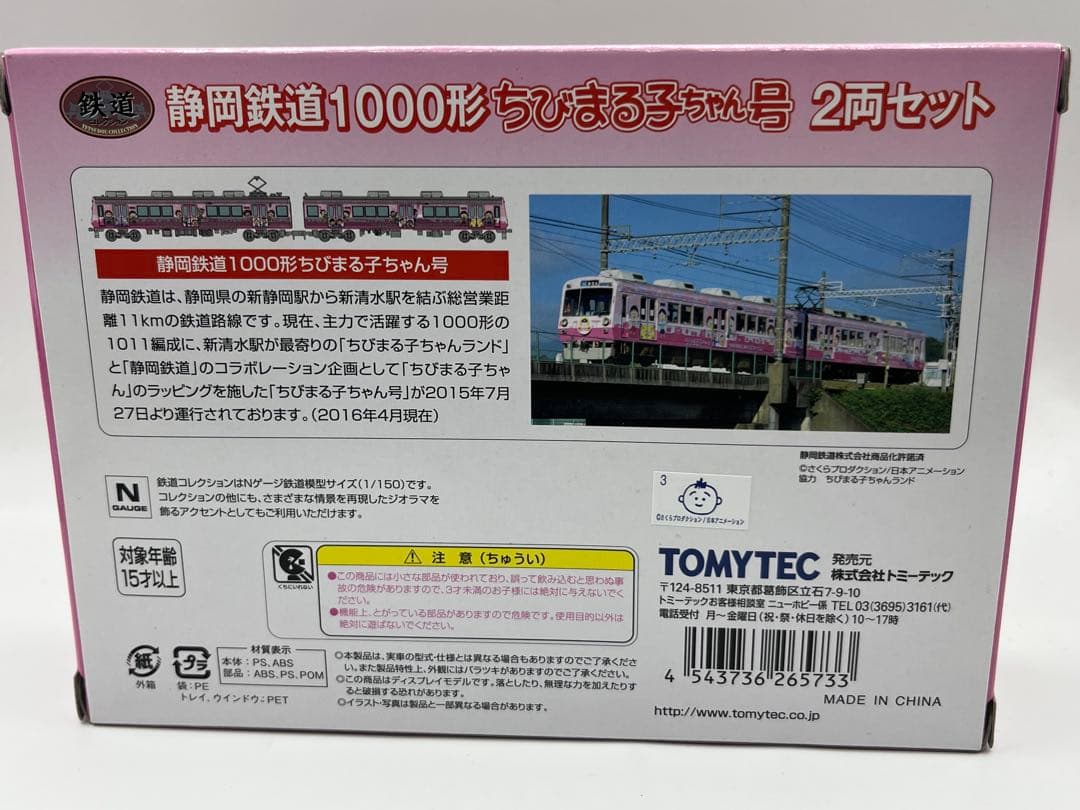 鉄道
コレクション
TETSUDOU COLLECTION
静岡鉄道1000形ちびまる子ちゃん号 2両セット
静岡鉄道1000形ちびまる子ちゃん号
静岡鉄道は、静岡県の新静岡駅から新清水駅を結ぶ総営業距
離11kmの鉄道路線です。現在、主力で活躍する1000形の
1011編成に、新清水駅が最寄りの「ちびまる子ちゃんランド」
と「静岡鉄道」のコラボレーション企画として「ちびまる子ちゃ
ん」のラッピングを施した「ちびまる子ちゃん号」が2015年7月
27日より運行されております。(2016年4月現在)
静岡鉄道株式会社商品化許諾済
©さくらプロダクション/日本アニメーション
協力 ちびまる子ちゃんランド
N
GAUGE
鉄道コレクションはNゲージ鉄道模型サイズ(1/150)です。
コレクションの他にも、さまざまな情景を再現したジオラマを
飾るアクセントとしてもご利用いただけます。
3
©さくらプロダクション/日本アニメーション
対象年齢
15才以上
くちにいれない
注意(ちゅうい)
●この商品には小さな部品が使われており、誤って飲み込むと思わぬ事
故の危険がありますので、3才未満のお子様には絶対に与えないでく
ださい。
●機能上、とがっている部品がありますので危険です。使用目的以外は
絶対に遊ばないでください。
TOMYTEC 発売元
株式会社トミーテック
〒124-8511 東京都葛飾区立石7-9-10
トミーテックお客様相談室 ニューホビー係 TEL 03(3695)3161(代)
電話受付 月～金曜日(祝・祭・休日を除く)10～17時
紙
外箱
プラ
袋:PE
トレイ、ウインドウ:PET
材質表示
本体:PS、ABS
部品:ABS、PS、POM
◎本製品は、実車の型式・仕様とは異なる場合もありますのでご了承くださ
い。また製品特性上、外観にはバラツキがありますのでご了承ください。
◎この商品はディスプレイモデルです。落としたり、無理な力を加えたりす
ると破損する恐れがあります。
◎イラスト・写真は製品と一部異なる場合があります。
4 543736 265733
MADE IN CHINA
http://www.tomytec.co.jp